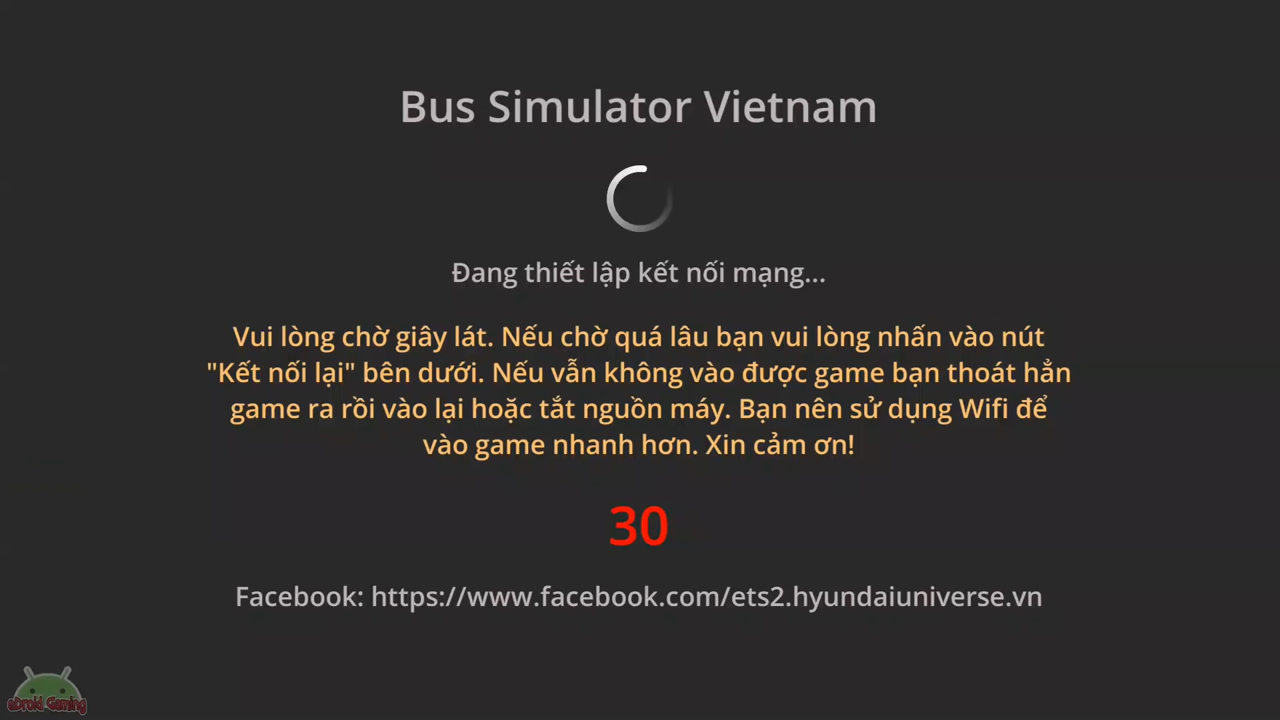 Bus Simulator Vietnam
Đang thiết lập kết nối mạng...
Vui lòng chờ giây lát. Nếu chờ quá lâu bạn vui lòng nhấn vào nút
"Kết nối lại" bên dưới. Nếu vẫn không vào được game bạn thoát hẳn
game ra rồi vào lại hoặc tắt nguồn máy. Bạn nên sử dụng Wifi để
vào game nhanh hơn. Xin cảm ơn!
30
Facebook: https://www.facebook.com/ets2.hyundaiuniverse.vn
eDroid Gaming